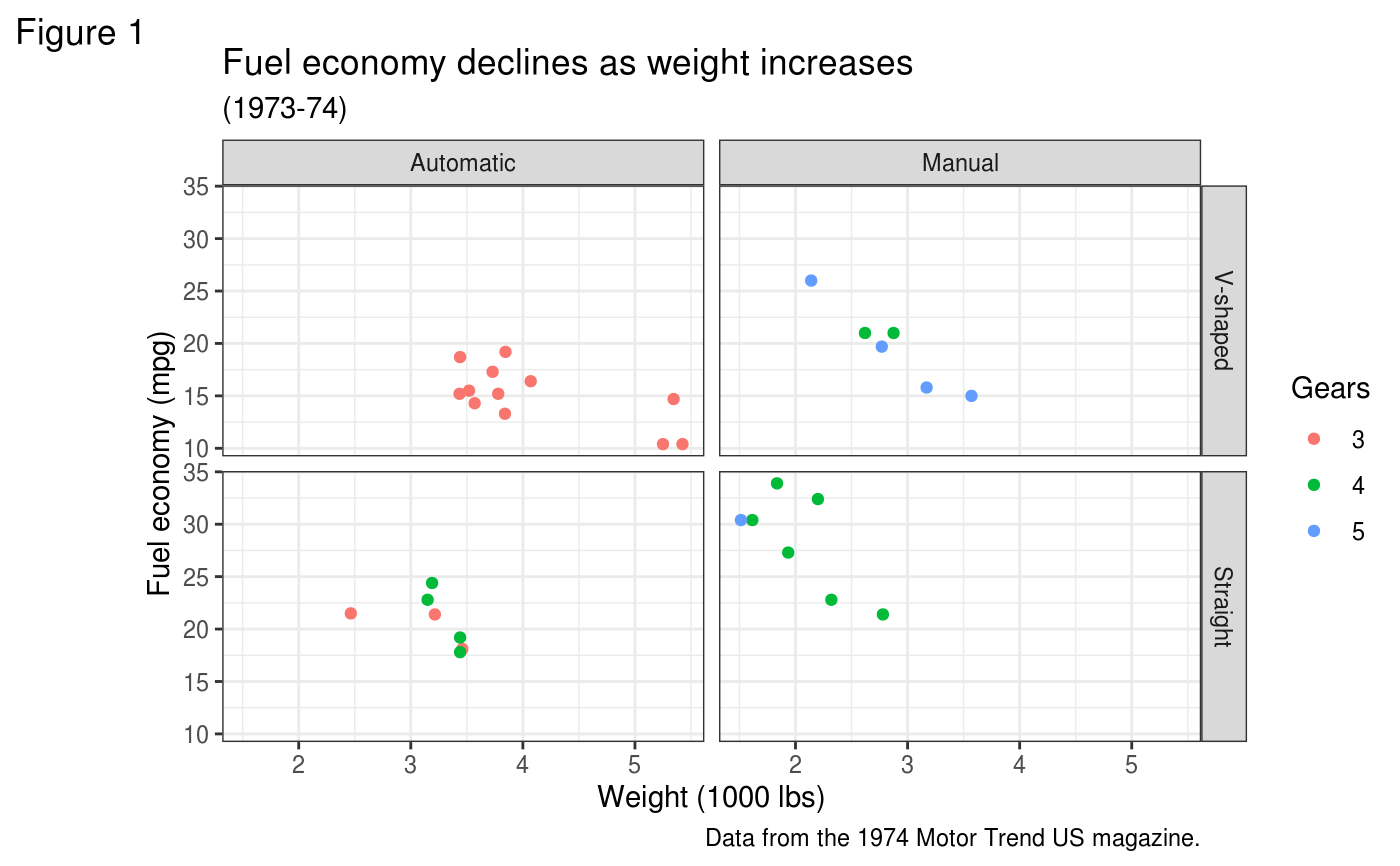 Figure 1
Fuel economy declines as weight increases
(1973-74)
Automatic
Manual
35
30
25
20
15
10
V-shaped
Fuel economy (mpg)
35
30
25
20
15
10
Straight
Gears
3
4
5
2 3 4 5
2 3 4 5
Weight (1000 lbs)
Data from the 1974 Motor Trend US magazine.